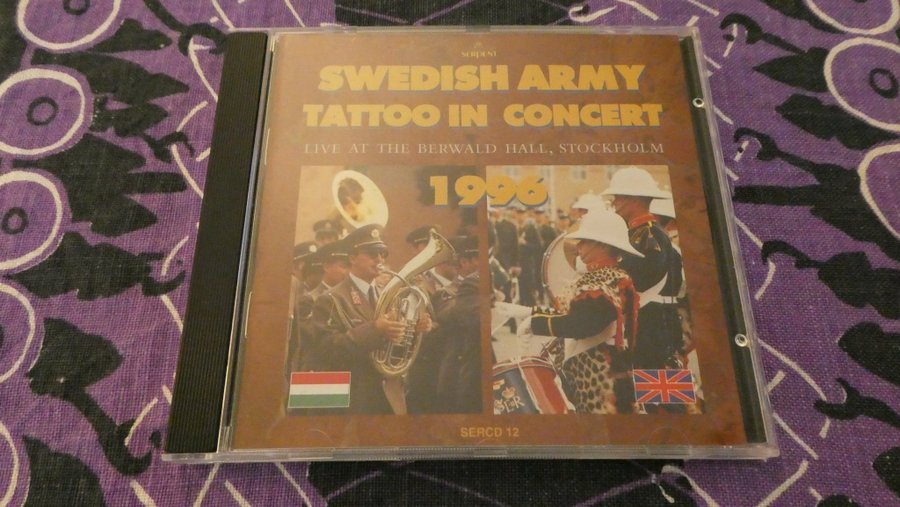 serpent
SWEDISH ARMY
TATTOO IN CONCERT
LIVE AT THE BERWALD HALL, STOCKHOLM
1996
SERCD 12